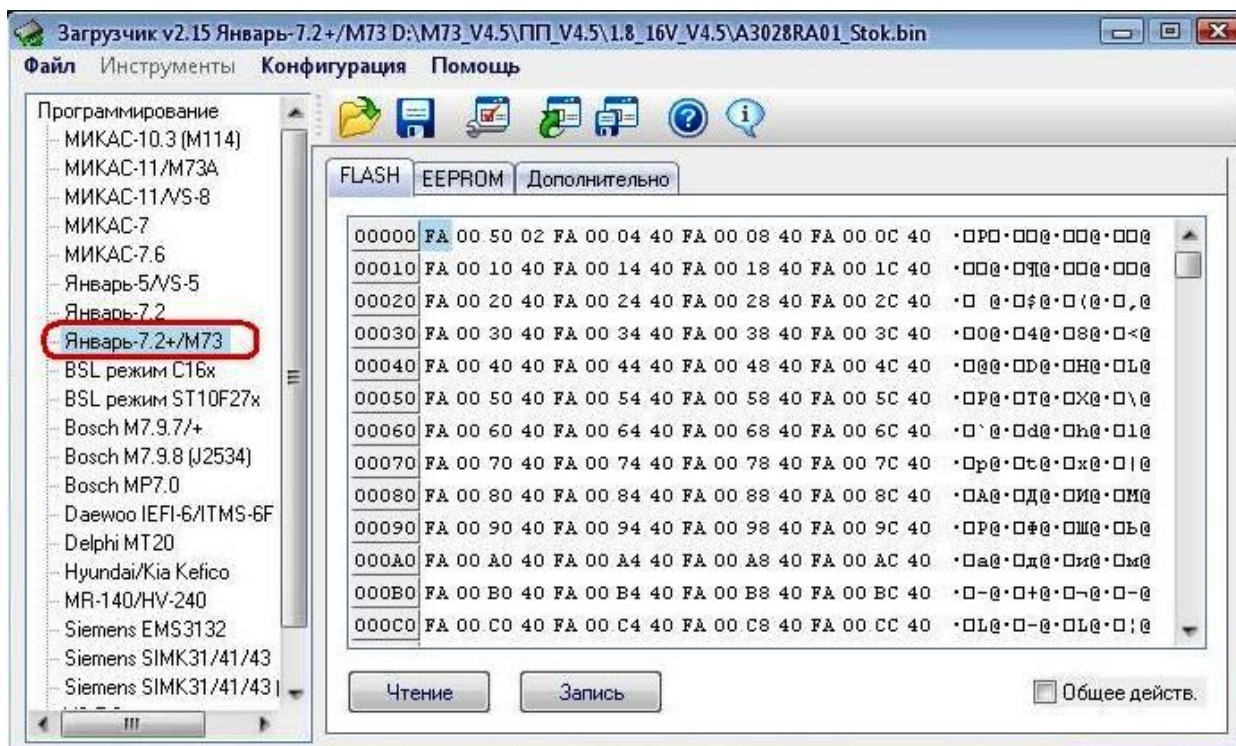 Загрузчик v2.15 Январь-7.2+/М73 D:\M73_V4.5\ПП_V4.5\1.8_16V_V4.5\A3028RA01_Stok.bin
Файл Инструменты Конфигурация Помощь
Программирование
МИКАС-10.3 (М114)
МИКАС-11/М73А
МИКАС-11/VS-8
МИКАС-7
МИКАС-7.6
Январь-5/VS-5
Январь-7.2
Январь-7.2+/М73
BSL режим C16x
BSL режим ST10F27x
Bosch M7.9.7/+
Bosch M7.9.8 (J2534)
Bosch MP7.0
Daewoo IEFI-6/ITMS-6F
Delphi MT20
Hyundai/Kia Kefico
MR-140/HV-240
Siemens EMS3132
Siemens SIMK31/41/43
Siemens SIMK31/41/43
FLASH EEPROM Дополнительно
00000 FA 00 50 02 FA 00 04 40 FA 00 08 40 FA 00 0C 40 ·□P□·□□@·□□@·□□@
00010 FA 00 10 40 FA 00 14 40 FA 00 18 40 FA 00 1C 40 ·□□@·□¶@·□□@·□□@
00020 FA 00 20 40 FA 00 24 40 FA 00 28 40 FA 00 2C 40 ·□ @·□$@·□(@·□,@
00030 FA 00 30 40 FA 00 34 40 FA 00 38 40 FA 00 3C 40 ·□0@·□4@·□8@·□<@
00040 FA 00 40 40 FA 00 44 40 FA 00 48 40 FA 00 4C 40 ·□@@·□D@·□H@·□L@
00050 FA 00 50 40 FA 00 54 40 FA 00 58 40 FA 00 5C 40 ·□P@·□T@·□X@·□\@
00060 FA 00 60 40 FA 00 64 40 FA 00 68 40 FA 00 6C 40 ·□`@·□d@·□h@·□l@
00070 FA 00 70 40 FA 00 74 40 FA 00 78 40 FA 00 7C 40 ·□p@·□t@·□x@·□|@
00080 FA 00 80 40 FA 00 84 40 FA 00 88 40 FA 00 8C 40 ·□А@·□Д@·□И@·□М@
00090 FA 00 90 40 FA 00 94 40 FA 00 98 40 FA 00 9C 40 ·□Р@·□Ф@·□Ш@·□Ь@
000A0 FA 00 A0 40 FA 00 A4 40 FA 00 A8 40 FA 00 AC 40 ·□а@·□д@·□и@·□м@
000B0 FA 00 B0 40 FA 00 B4 40 FA 00 B8 40 FA 00 BC 40 ·□-@·□+@·□¬@·□-@
000C0 FA 00 C0 40 FA 00 C4 40 FA 00 C8 40 FA 00 CC 40 ·□L@·□-@·□L@·□¦@
Чтение Запись Общее действ.